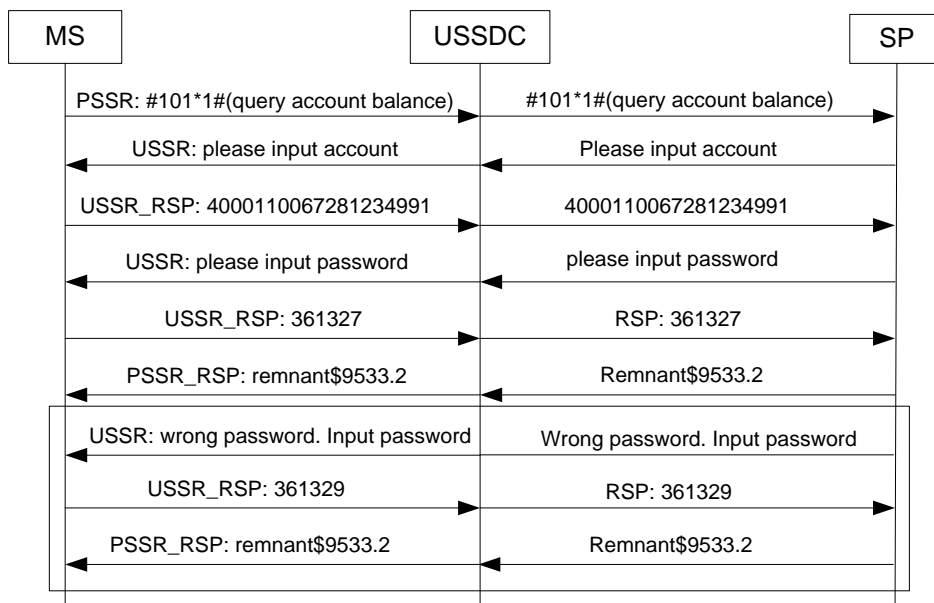 MS
USSDC
SP
PSSR: #101*1#(query account balance)
#101*1#(query account balance)
USSR: please input account
Please input account
USSR_RSP: 4000110067281234991
4000110067281234991
USSR: please input password
please input password
USSR_RSP: 361327
RSP: 361327
PSSR_RSP: remnant$9533.2
Remnant$9533.2
USSR: wrong password. Input password
Wrong password. Input password
USSR_RSP: 361329
RSP: 361329
PSSR_RSP: remnant$9533.2
Remnant$9533.2